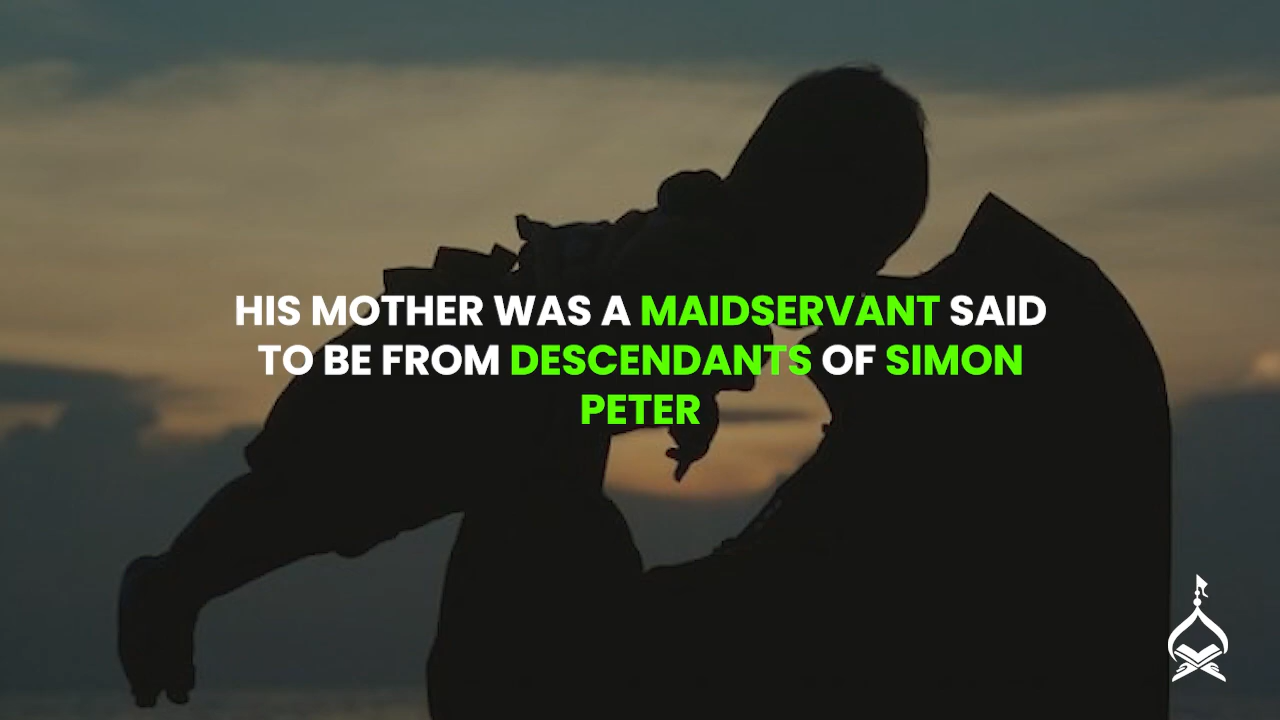 HIS MOTHER WAS A MAIDSERVANT SAID
TO BE FROM DESCENDANTS OF SIMON
PETER